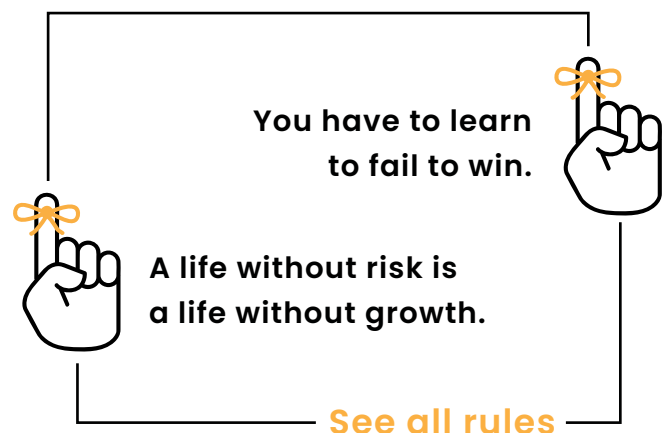 You have to learn
to fail to win.
A life without risk is
a life without growth.
See all rules